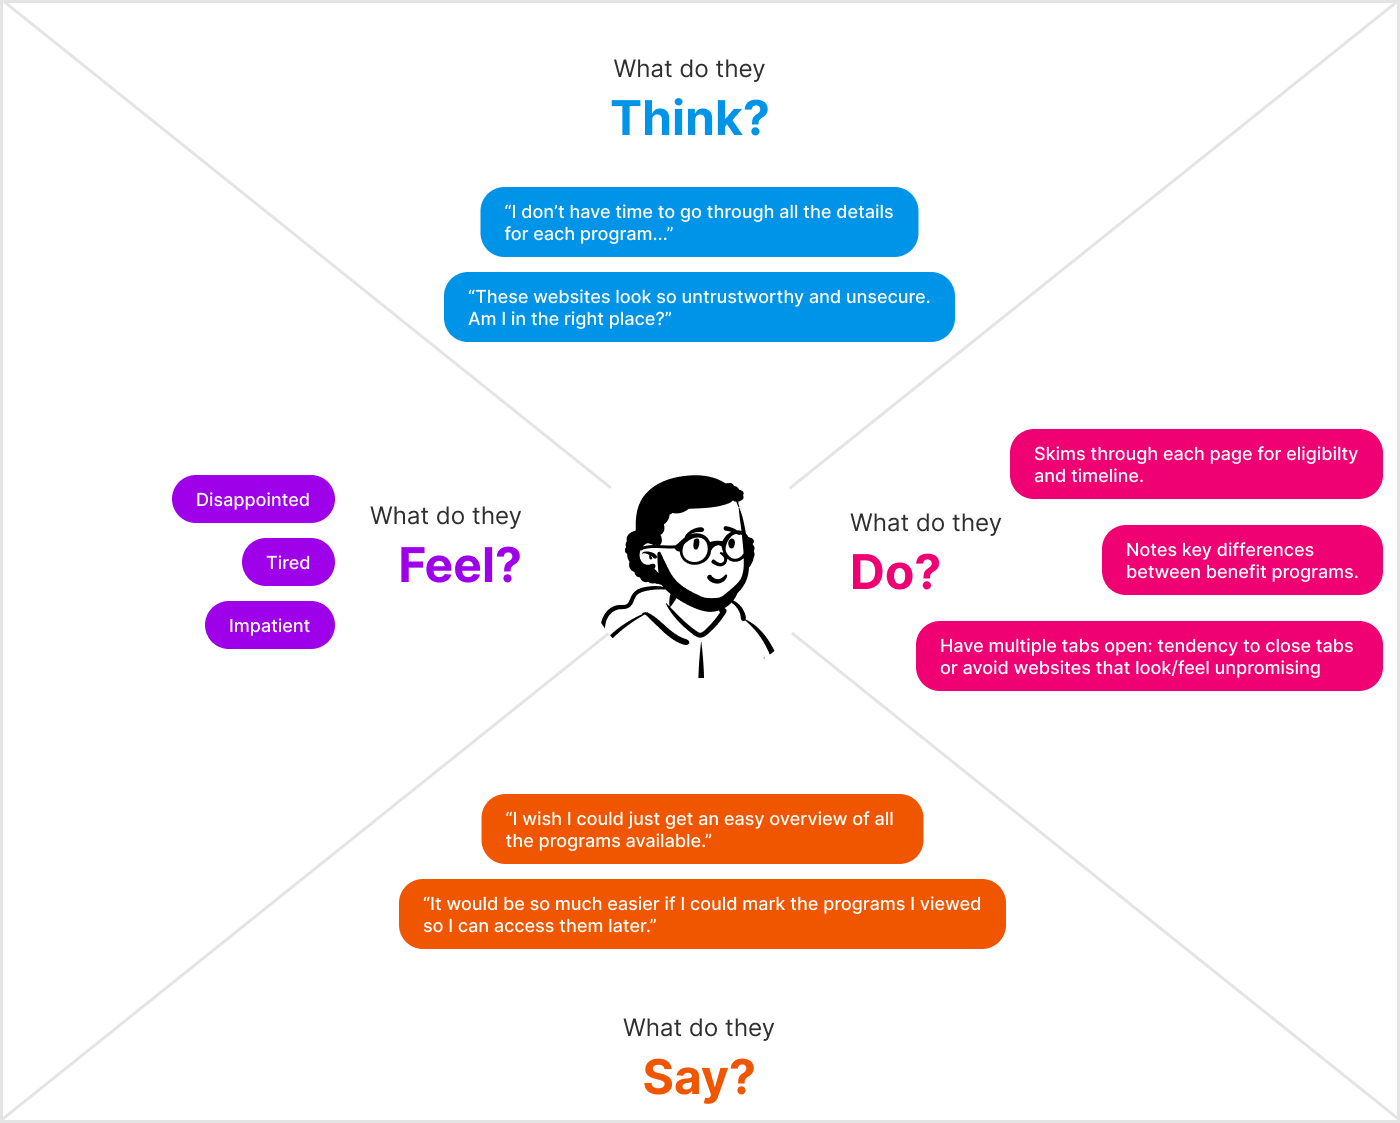 What do they
Think?
“I don’t have time to go through all the details
for each program...”
“These websites look so untrustworthy and unsecure.
Am I in the right place?”
Disappointed
Tired
Impatient
What do they
Feel?
What do they
Do?
Skims through each page for eligibilty
and timeline.
Notes key differences
between benefit programs.
Have multiple tabs open: tendency to close tabs
or avoid websites that look/feel unpromising
“I wish I could just get an easy overview of all
the programs available.”
“It would be so much easier if I could mark the programs I viewed
so I can access them later.”
What do they
Say?